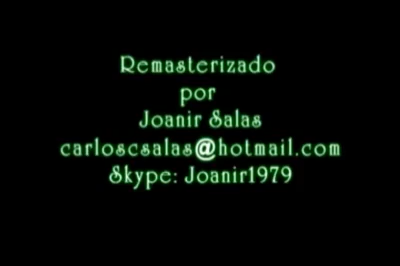 Remasterizado
por
Joanir Salas
carloscsalas@hotmail.com
Skype: Joanir1979